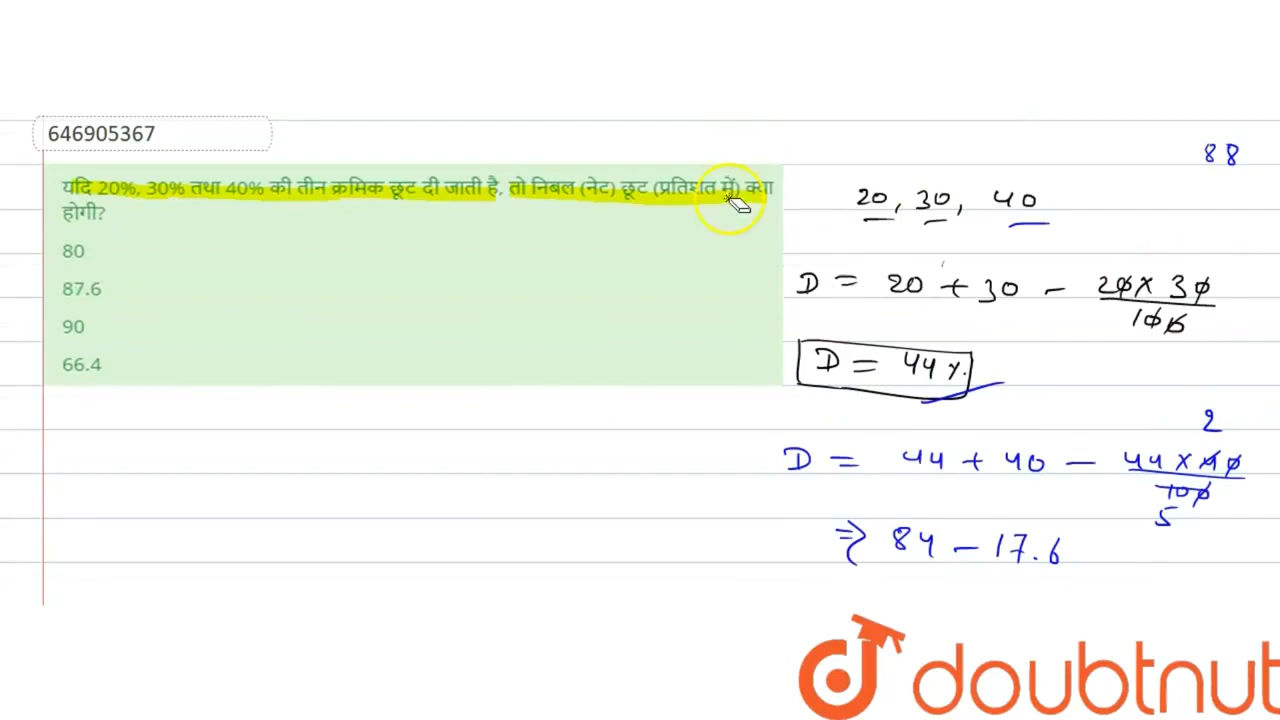 646905367
यदि 20%, 30% तथा 40% की तीन क्रमिक छूट दी जाती है, तो निबल (नेट) छूट (प्रतिशत में) क्या
होगी?
80
87.6
90
66.4
88
20, 30, 40
D = 20 + 30 - 20 x 30 / 100
D = 44%
2
D = 44 + 40 - 44 x 40 / 100
5
⇒ 84 - 17.6
doubtnut